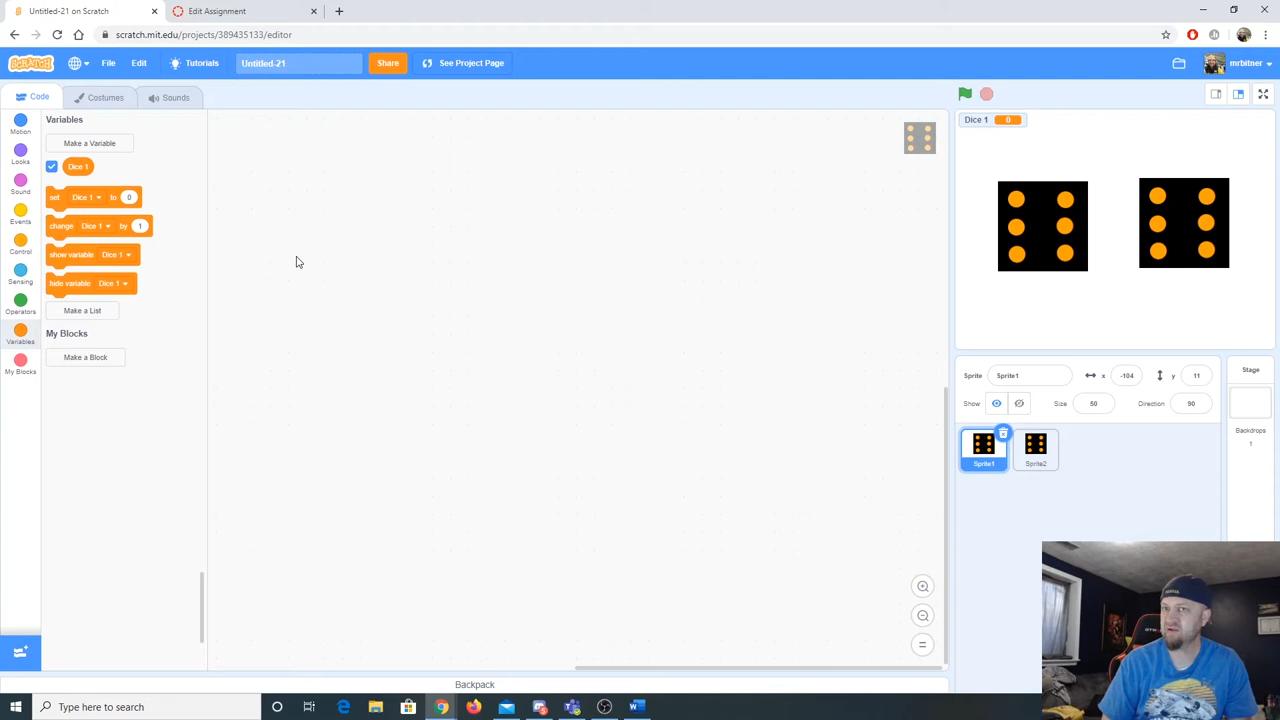 Untitled-21 on Scratch
Edit Assignment
scratch.mit.edu/projects/389435133/editor
SCRATCH
File
Edit
Tutorials
Untitled-21
Share
See Project Page
mrbitner
Code
Costumes
Sounds
Motion
Looks
Sound
Events
Control
Sensing
Operators
Variables
My Blocks
Variables
Make a Variable
Dice 1
set Dice 1 to 0
change Dice 1 by 1
show variable Dice 1
hide variable Dice 1
Make a List
My Blocks
Make a Block
Dice 1 0
Sprite Sprite1 x -104 y 11
Show Size 50 Direction 90
Sprite1
Sprite2
Stage
Backdrops
1
Backpack
Type here to search